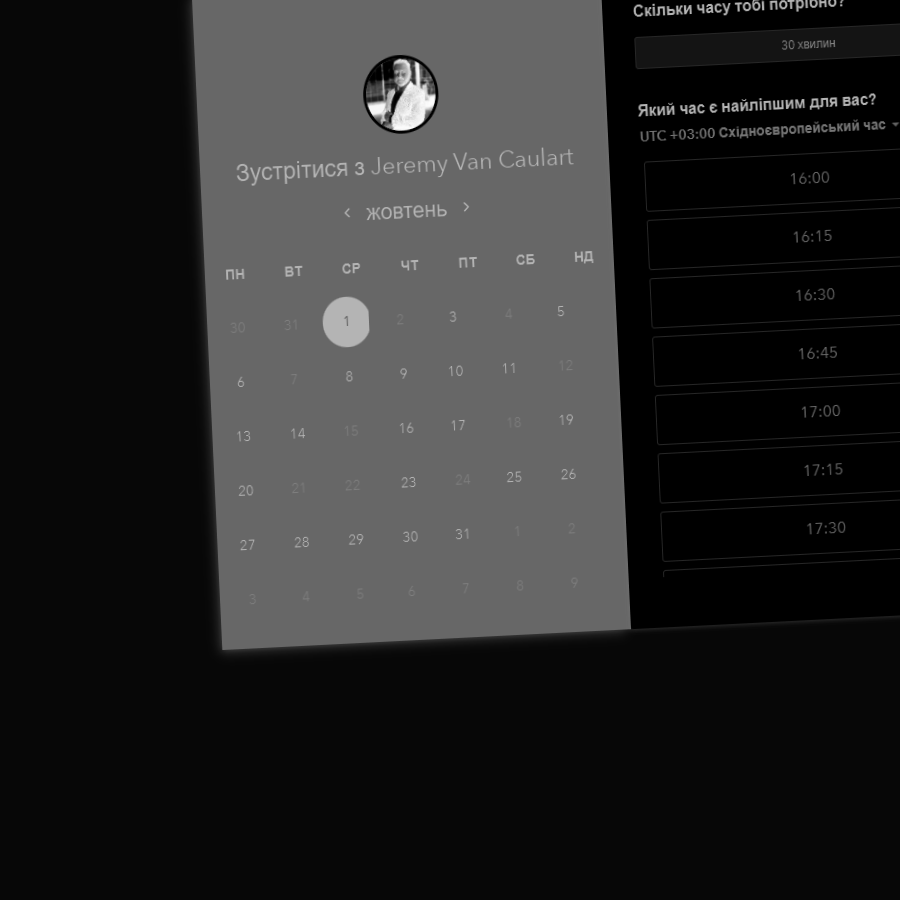 Зустрітися з Jeremy Van Caulart
‹ жовтень ›
ПН ВТ СР ЧТ ПТ СБ НД
30 31 1 2 3 4 5
6 7 8 9 10 11 12
13 14 15 16 17 18 19
20 21 22 23 24 25 26
27 28 29 30 31 1 2
3 4 5 6 7 8 9
Скільки часу тобі потрібно?
30 хвилин
Який час є найліпшим для вас?
UTC +03:00 Східноєвропейський час
16:00
16:15
16:30
16:45
17:00
17:15
17:30